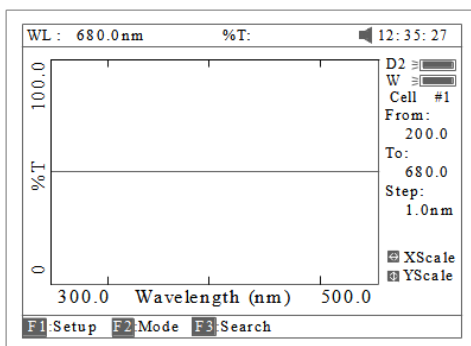 WL: 680.0nm %T: 12:35:27
100.0
%T
0
D2
W
Cell #1
From:
200.0
To:
680.0
Step:
1.0nm
XScale
YScale
300.0 Wavelength (nm) 500.0
F1:Setup F2:Mode F3:Search